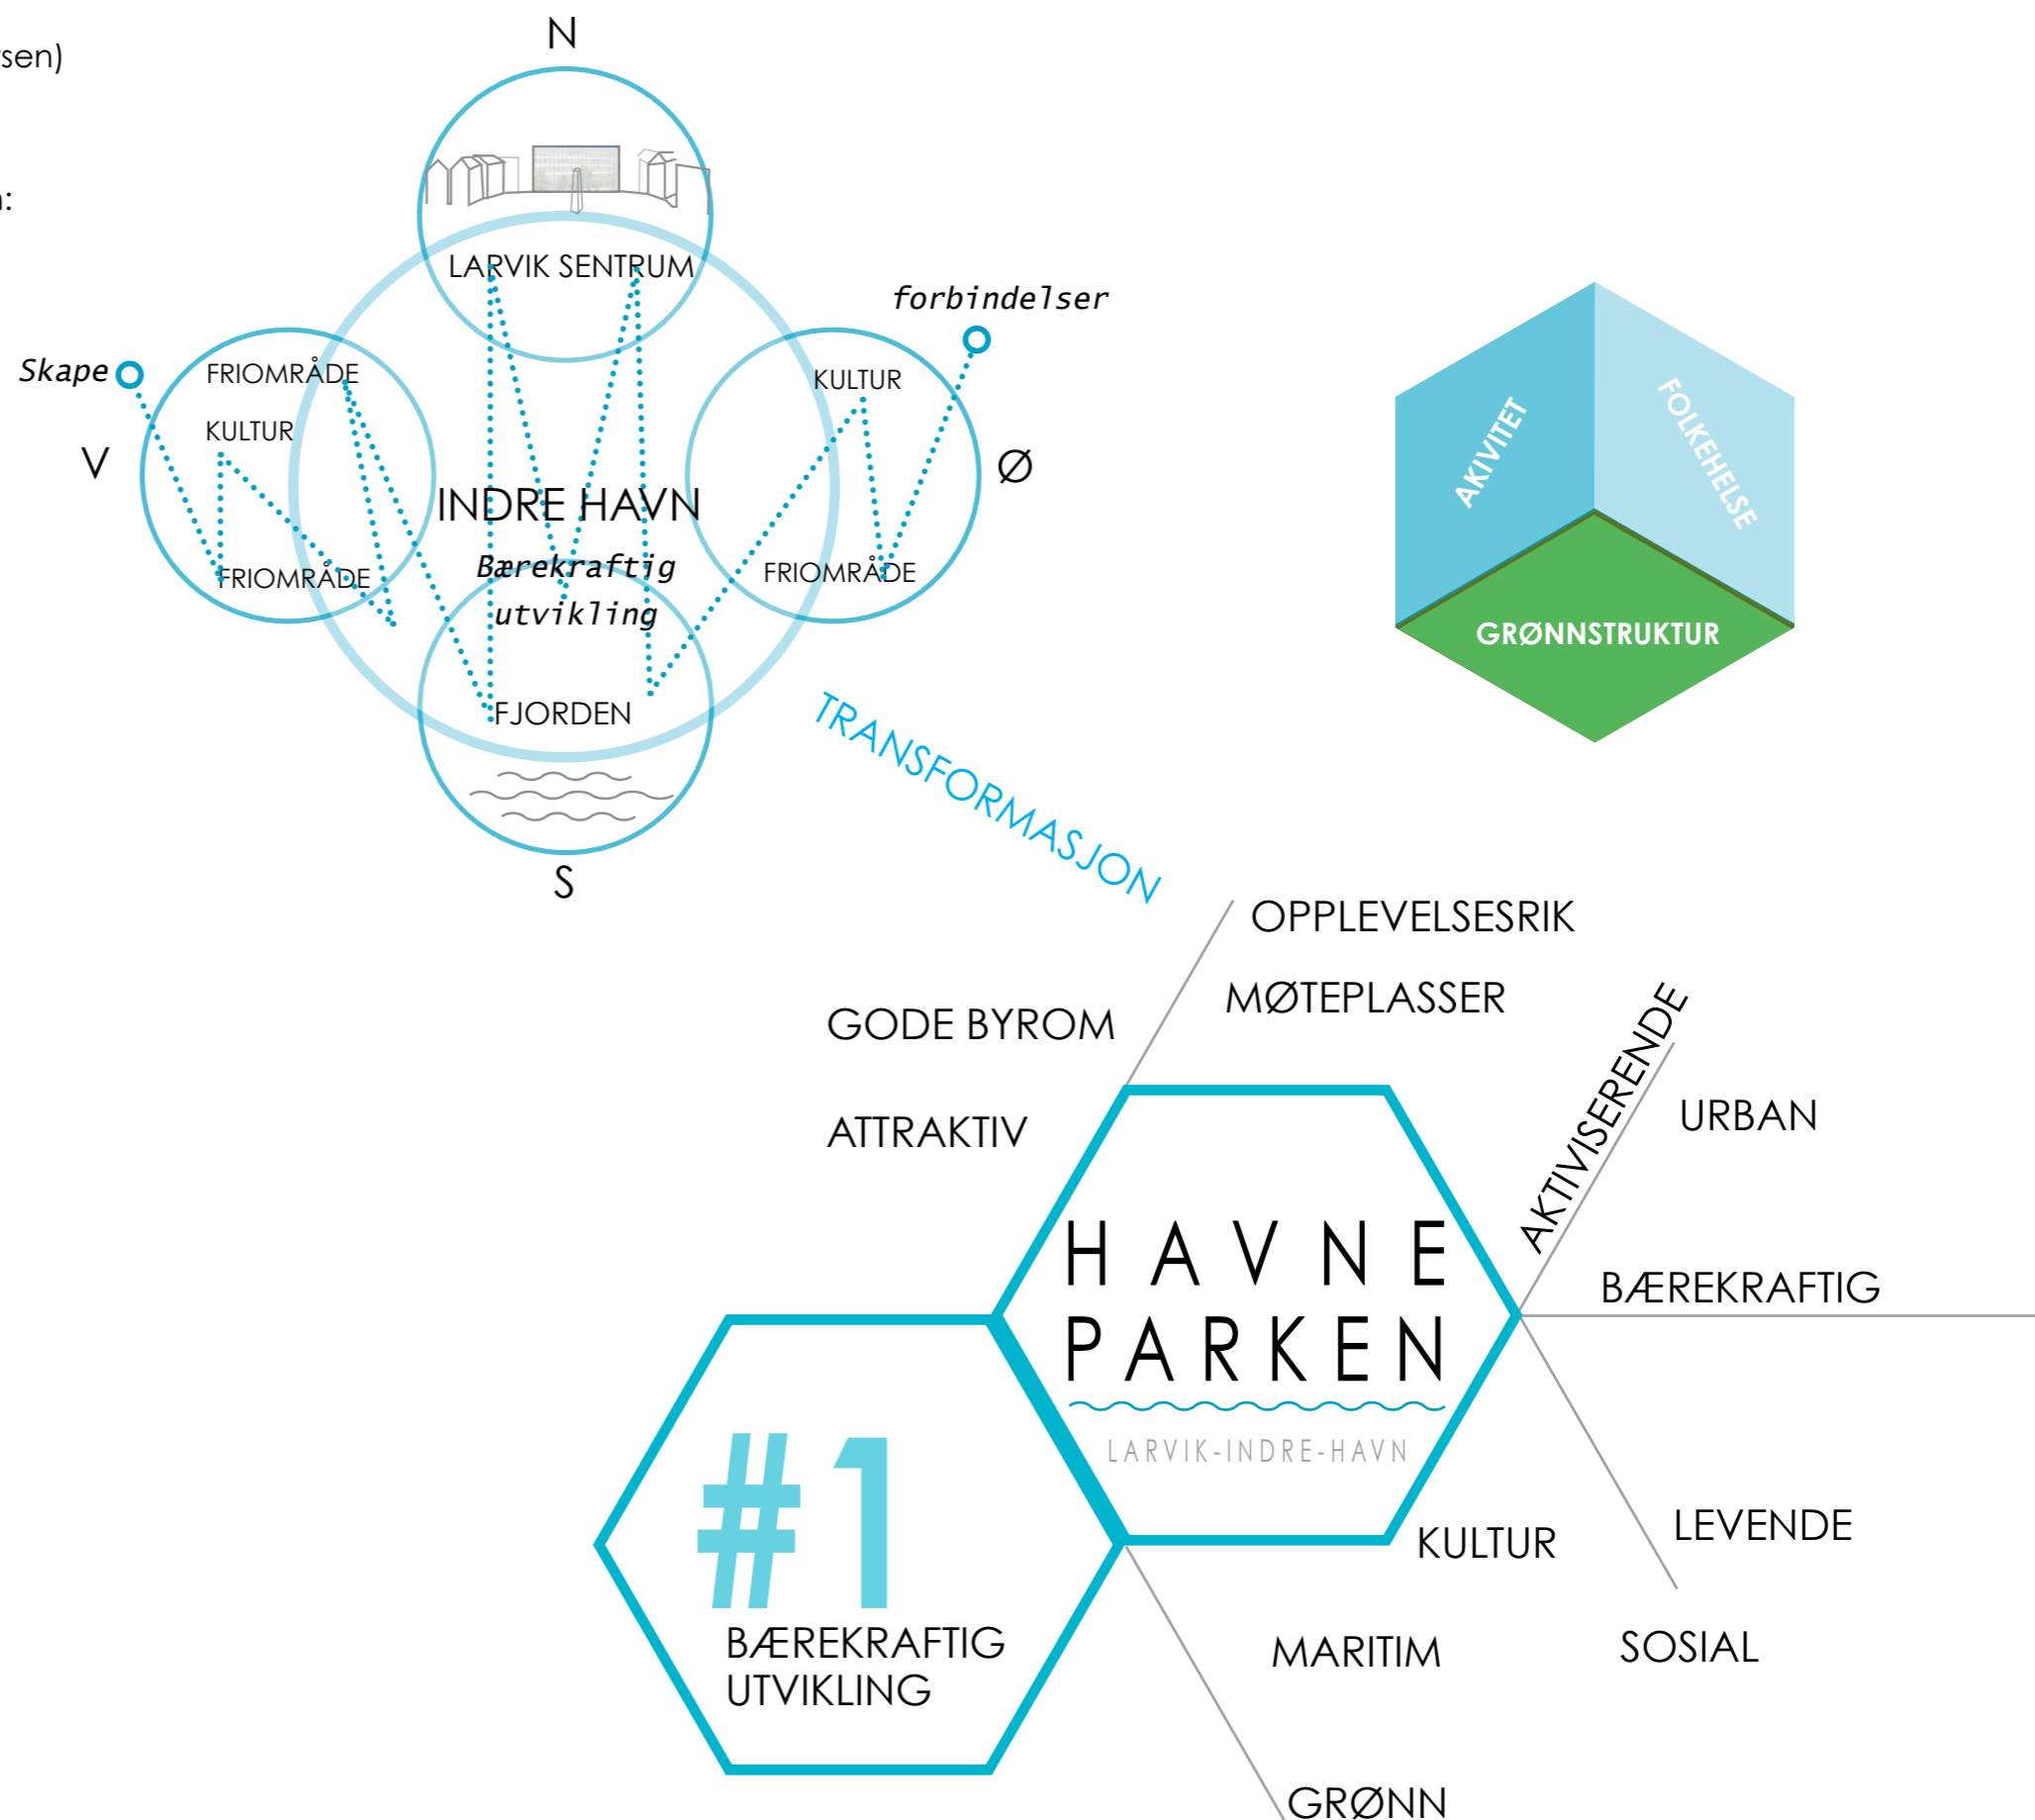 sen)
:
N
LARVIK SENTRUM
forbindelser
Skape
FRIOMRÅDE
KULTUR
KULTUR
V
Ø
INDRE HAVN
Bærekraftig
utvikling
FRIOMRÅDE
FRIOMRÅDE
FJORDEN
S
AKIVITET
FOLKEHELSE
GRØNNSTRUKTUR
TRANSFORMASJON
OPPLEVELSESRIK
MØTEPLASSER
GODE BYROM
ATTRAKTIV
AKTIVISERENDE
URBAN
BÆREKRAFTIG
HAVNE
PARKEN
LARVIK-INDRE-HAVN
#1
BÆREKRAFTIG
UTVIKLING
KULTUR
LEVENDE
MARITIM
SOSIAL
GRØNN